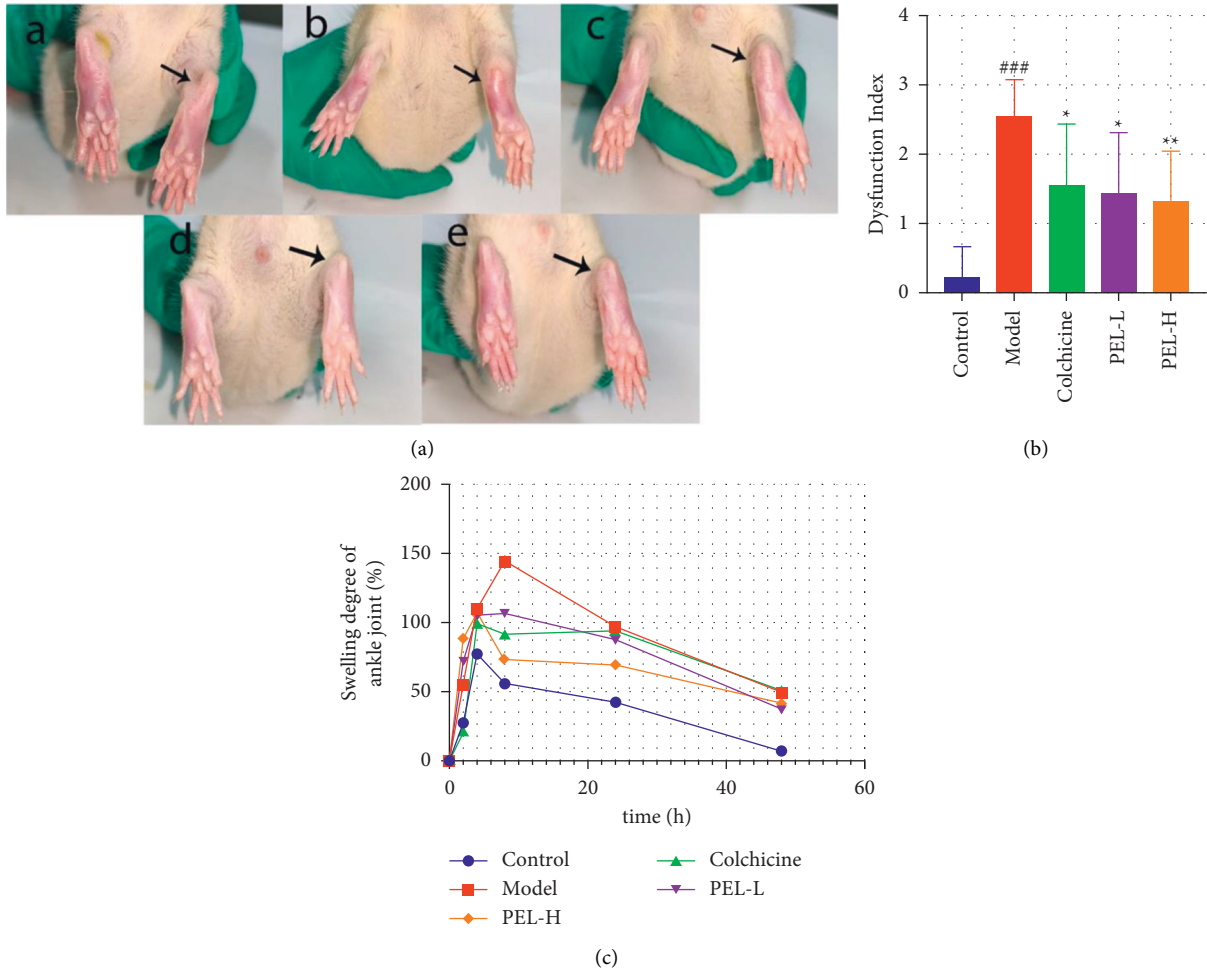 a
b
c
d
e
(a)
Dysfunction Index
4
3
2
1
0
###
*
*
**
Control
Model
Colchicine
PEL-L
PEL-H
(b)
Swelling degree of
ankle joint (%)
200
150
100
50
0
0 20 40 60
time (h)
Control
Model
PEL-H
Colchicine
PEL-L
(c)